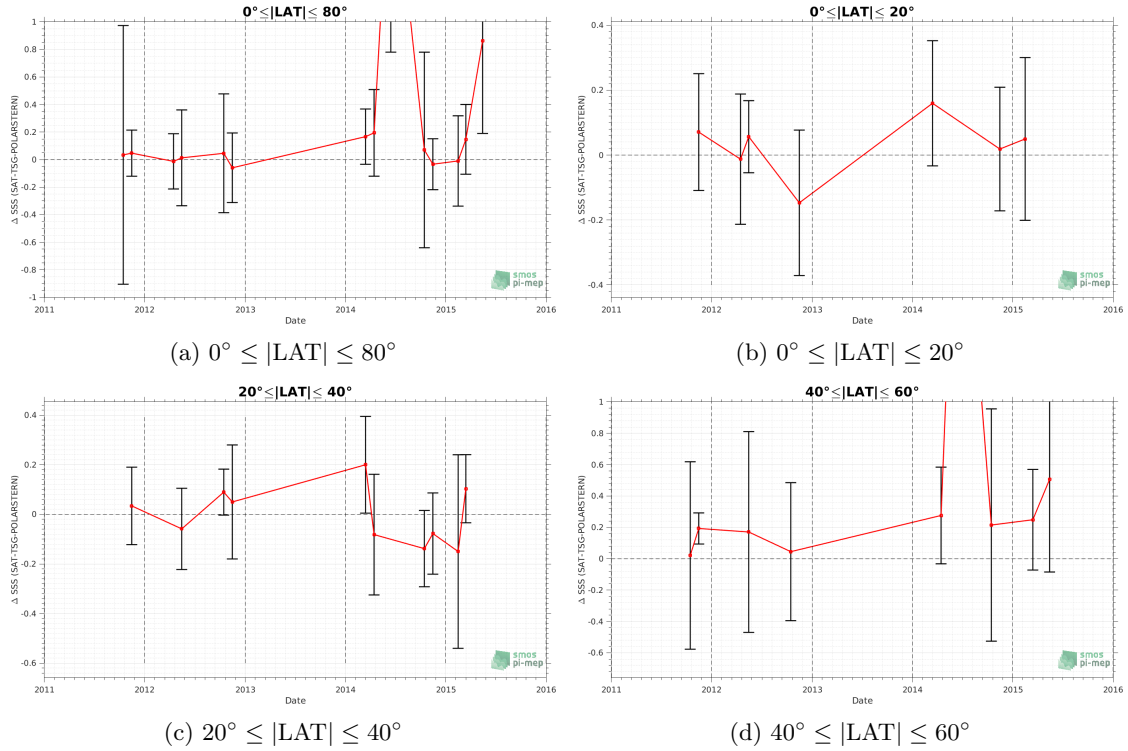 0°≤|LAT|≤ 80°
1
0.8
0.6
0.4
0.2
0
-0.2
-0.4
-0.6
-0.8
-1
Δ SSS (SAT-TSG-POLARSTERN)
2011 2012 2013 2014 2015 2016
Date
smos
pi-mep
(a) 0° ≤ |LAT| ≤ 80°
0°≤|LAT|≤ 20°
0.4
0.2
0
-0.2
-0.4
Δ SSS (SAT-TSG-POLARSTERN)
2011 2012 2013 2014 2015 2016
Date
smos
pi-mep
(b) 0° ≤ |LAT| ≤ 20°
20°≤|LAT|≤ 40°
0.4
0.2
0
-0.2
-0.4
-0.6
Δ SSS (SAT-TSG-POLARSTERN)
2011 2012 2013 2014 2015 2016
Date
smos
pi-mep
(c) 20° ≤ |LAT| ≤ 40°
40°≤|LAT|≤ 60°
1
0.8
0.6
0.4
0.2
0
-0.2
-0.4
-0.6
Δ SSS (SAT-TSG-POLARSTERN)
2011 2012 2013 2014 2015 2016
Date
smos
pi-mep
(d) 40° ≤ |LAT| ≤ 60°